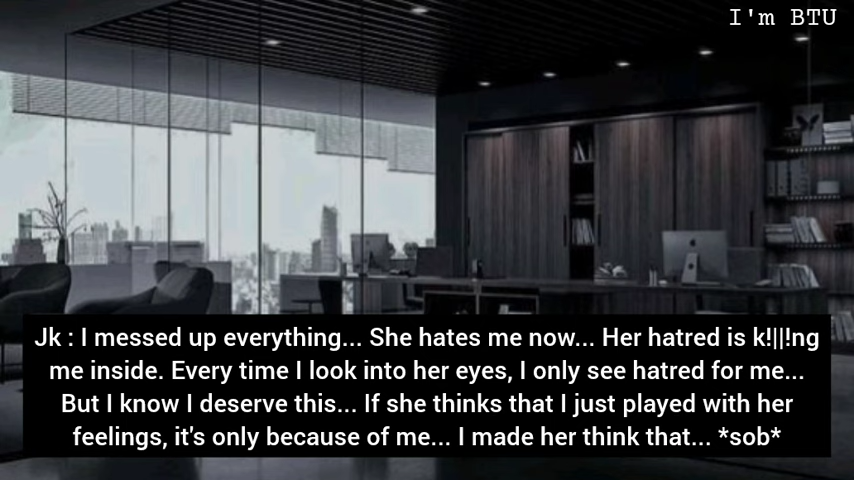 I'm BTU
Jk : I messed up everything... She hates me now... Her hatred is k!||!ng
me inside. Every time I look into her eyes, I only see hatred for me...
But I know I deserve this... If she thinks that I just played with her
feelings, it's only because of me... I made her think that... *sob*